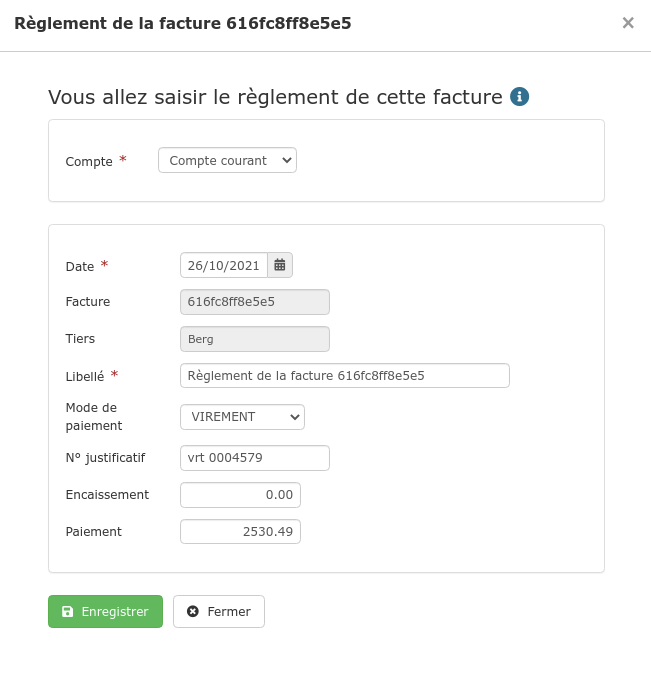 Règlement de la facture 616fc8ff8e5e5 ×
Vous allez saisir le règlement de cette facture
Compte * Compte courant
Date * 26/10/2021
Facture 616fc8ff8e5e5
Tiers Berg
Libellé * Règlement de la facture 616fc8ff8e5e5
Mode de
paiement VIREMENT
N° justificatif vrt 0004579
Encaissement 0.00
Paiement 2530.49
Enregistrer Fermer